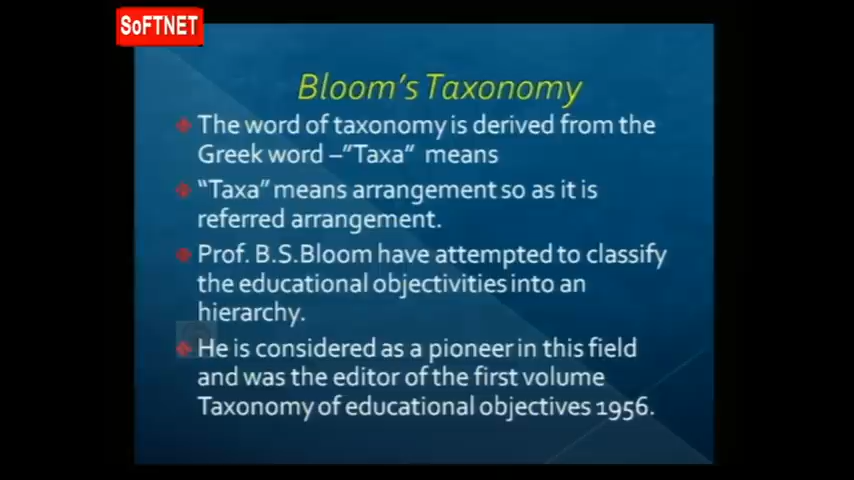 SoFTNET
Bloom's Taxonomy
The word of taxonomy is derived from the
Greek word –"Taxa" means
"Taxa" means arrangement so as it is
referred arrangement.
Prof. B.S.Bloom have attempted to classify
the educational objectivities into an
hierarchy.
He is considered as a pioneer in this field
and was the editor of the first volume
Taxonomy of educational objectives 1956.